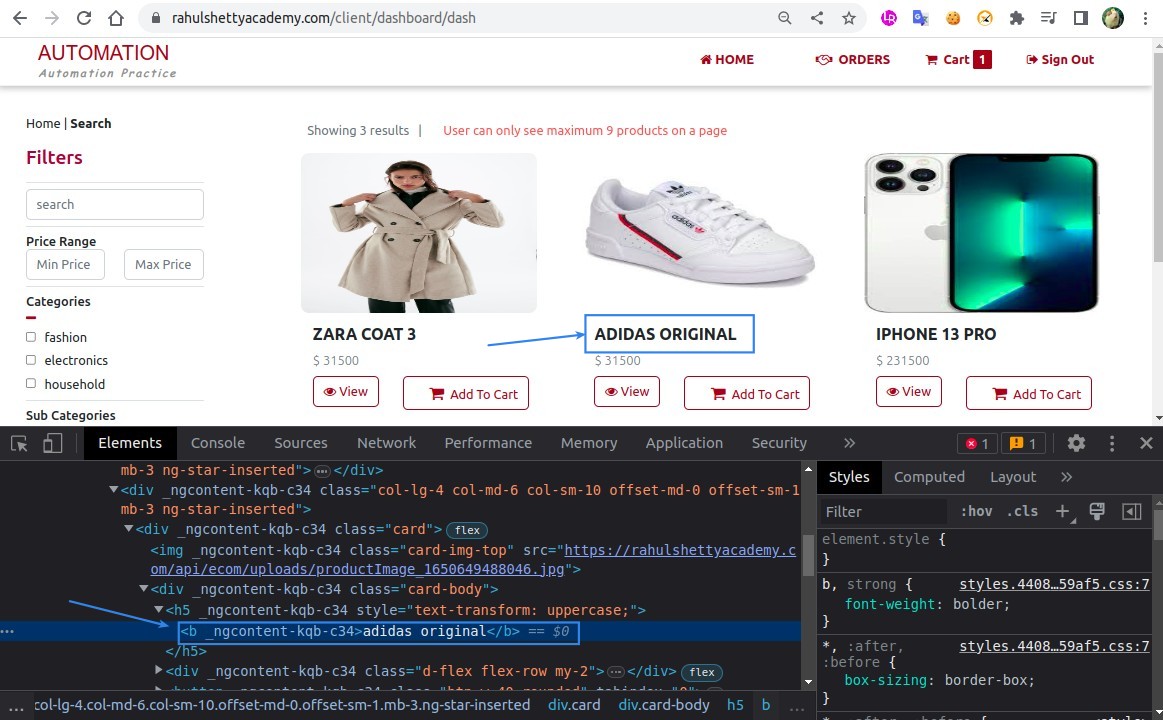 rahulshettyacademy.com/client/dashboard/dash
AUTOMATION
Automation Practice
HOME
ORDERS
Cart 1
Sign Out
Home | Search
Showing 3 results |
User can only see maximum 9 products on a page
Filters
search
Price Range
Min Price
Max Price
Categories
fashion
electronics
household
Sub Categories
adidas
ZARA COAT 3
ADIDAS ORIGINAL
IPHONE 13 PRO
$ 31500
$ 31500
$ 231500
View
Add To Cart
View
Add To Cart
View
Add To Cart
Elements
Console
Sources
Network
Performance
Memory
Application
Security
»
1
1
mb-3 ng-star-inserted">…</div>
<div _ngcontent-kqb-c34 class="col-lg-4 col-md-6 col-sm-10 offset-md-0 offset-sm-1
mb-3 ng-star-inserted">
<div _ngcontent-kqb-c34 class="card"> flex
<img _ngcontent-kqb-c34 class="card-img-top" src="https://rahulshettyacademy.c
om/api/ecom/uploads/productImage_1650649488046.jpg">
<div _ngcontent-kqb-c34 class="card-body">
<h5 _ngcontent-kqb-c34 style="text-transform: uppercase;">
… <b _ngcontent-kqb-c34>adidas original</b> == $0
</h5>
<div _ngcontent-kqb-c34 class="d-flex flex-row my-2">…</div> flex
… col-lg-4.col-md-6.col-sm-10.offset-md-0.offset-sm-1.mb-3.ng-star-inserted div.card div.card-body h5 b …
Styles
Computed
Layout
»
Filter
:hov .cls
element.style {
}
b, strong { styles.4408…59af5.css:7
font-weight: bolder;
}
*, :after, styles.4408…59af5.css:7
:before {
box-sizing: border-box;
}